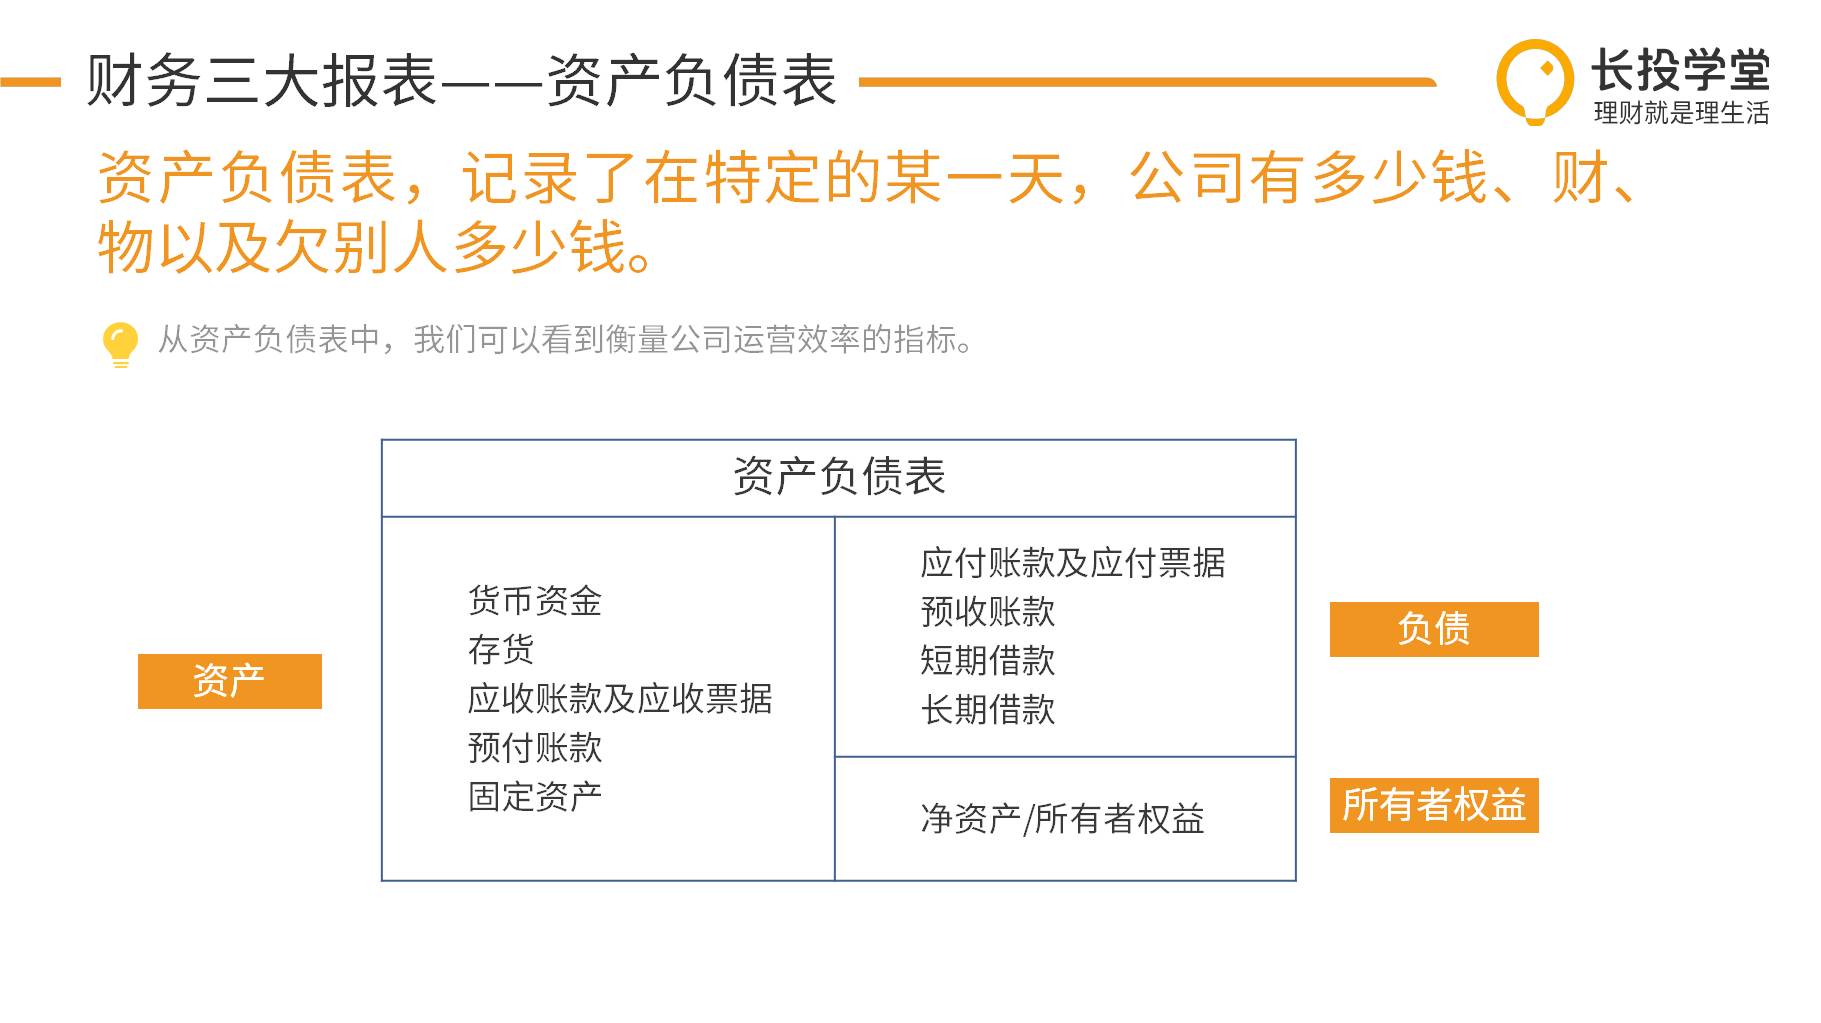 财务三大报表——资产负债表
长投学堂
理财就是理生活
资产负债表，记录了在特定的某一天，公司有多少钱、财、
物以及欠别人多少钱。
从资产负债表中，我们可以看到衡量公司运营效率的指标。
资产负债表
资产
货币资金
存货
应收账款及应收票据
预付账款
固定资产
应付账款及应付票据
预收账款
短期借款
长期借款
负债
净资产/所有者权益
所有者权益